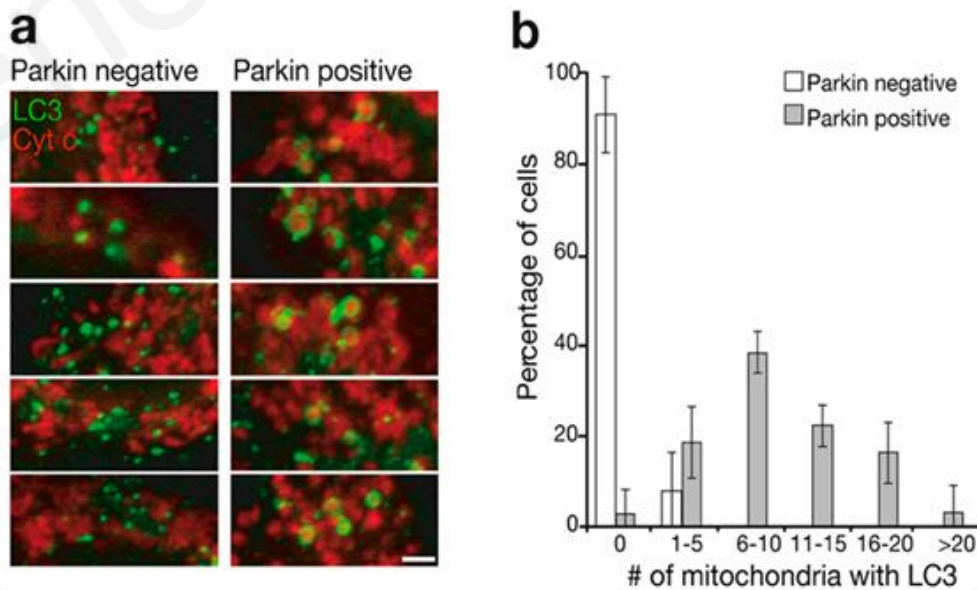 a
Parkin negative Parkin positive
LC3
Cyt c
b
Parkin negative
Parkin positive
Percentage of cells
100
80
60
40
20
0
0 1-5 6-10 11-15 16-20 >20
# of mitochondria with LC3